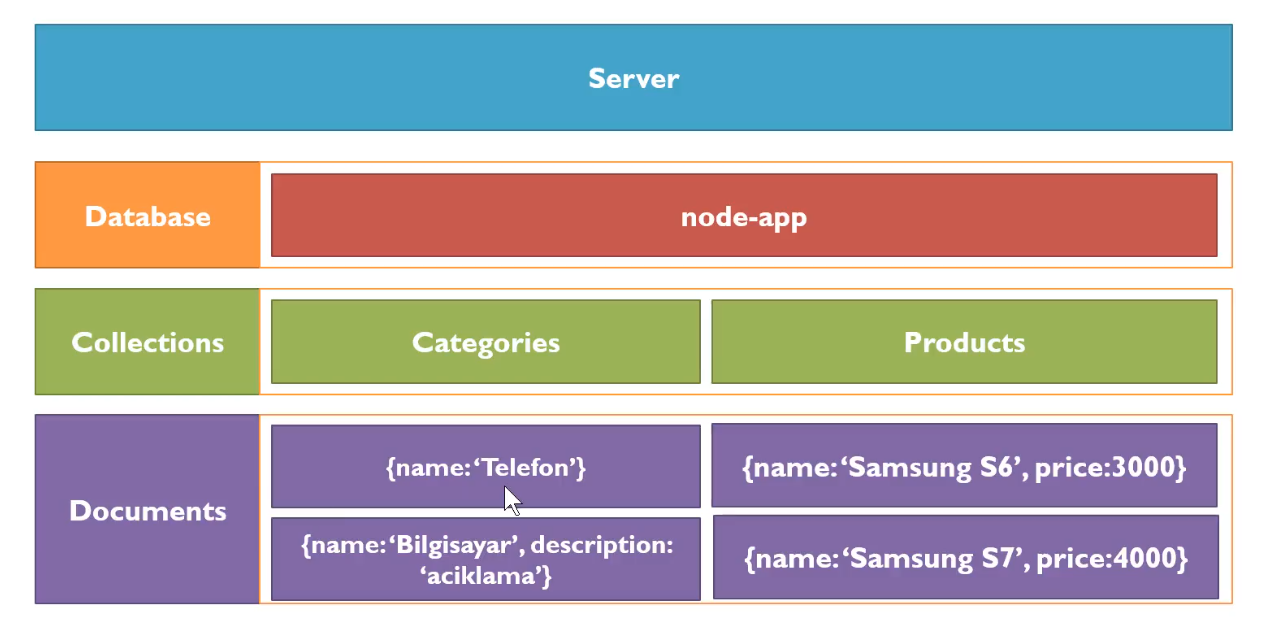 Server
Database
node-app
Collections
Categories
Products
Documents
{name:‘Telefon’}
{name:‘Samsung S6’, price:3000}
{name:‘Bilgisayar’, description:
‘aciklama’}
{name:‘Samsung S7’, price:4000}